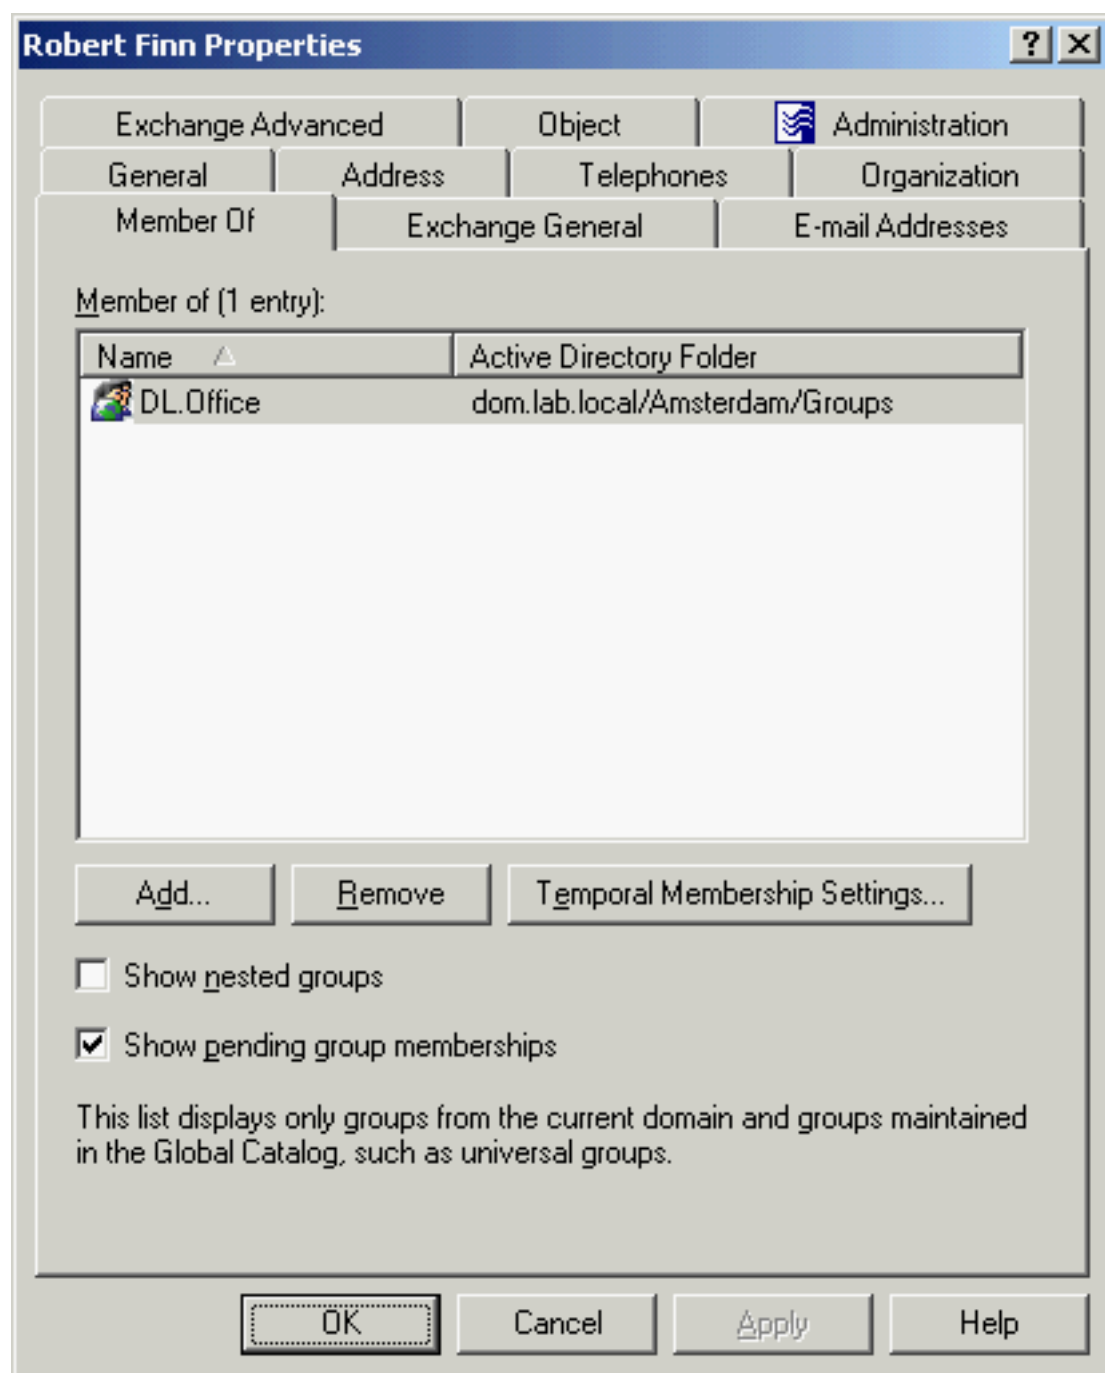 Robert Finn Properties
Exchange Advanced
Object
Administration
General
Address
Telephones
Organization
Member Of
Exchange General
E-mail Addresses
Member of (1 entry):
Name
Active Directory Folder
DL.Office
dom.lab.local/Amsterdam/Groups
Add...
Remove
Temporal Membership Settings...
Show nested groups
Show pending group memberships
This list displays only groups from the current domain and groups maintained
in the Global Catalog, such as universal groups.
OK
Cancel
Apply
Help